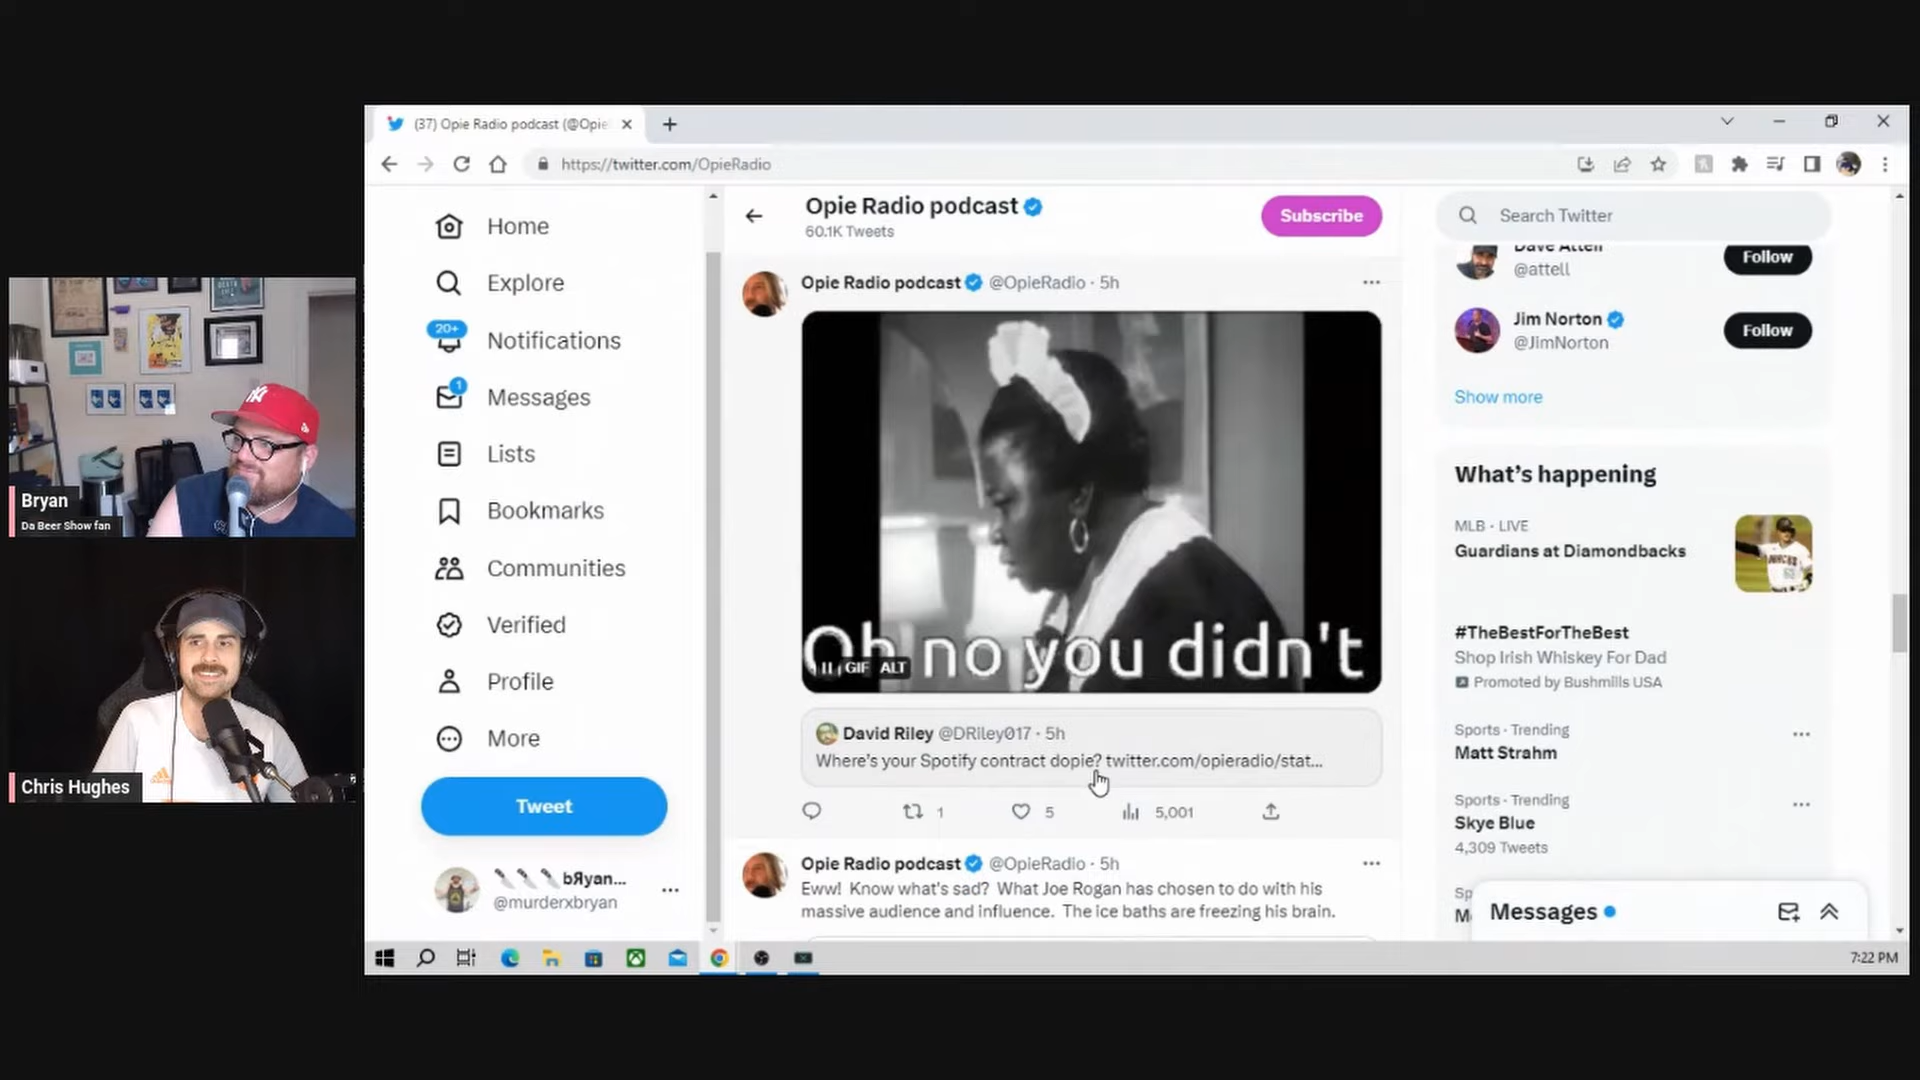 (37) Opie Radio podcast (@Opie
https://twitter.com/OpieRadio
Home
Explore
20+
Notifications
1
Messages
Lists
Bookmarks
Communities
Verified
Profile
More
Tweet
bЯyan...
@murderxbryan
Opie Radio podcast
60.1K Tweets
Subscribe
Opie Radio podcast @OpieRadio · 5h
Oh no you didn't
GIF ALT
David Riley @DRiley017 · 5h
Where's your Spotify contract dopie? twitter.com/opieradio/stat...
1 5 5,001
Opie Radio podcast @OpieRadio · 5h
Eww! Know what's sad? What Joe Rogan has chosen to do with his
massive audience and influence. The ice baths are freezing his brain.
Search Twitter
Dave Attell
@attell
Follow
Jim Norton
@JimNorton
Follow
Show more
What's happening
MLB · LIVE
Guardians at Diamondbacks
#TheBestForTheBest
Shop Irish Whiskey For Dad
Promoted by Bushmills USA
Sports · Trending
Matt Strahm
Sports · Trending
Skye Blue
4,309 Tweets
Sp
M
Messages
7:22 PM
Bryan
Da Beer Show fan
Chris Hughes